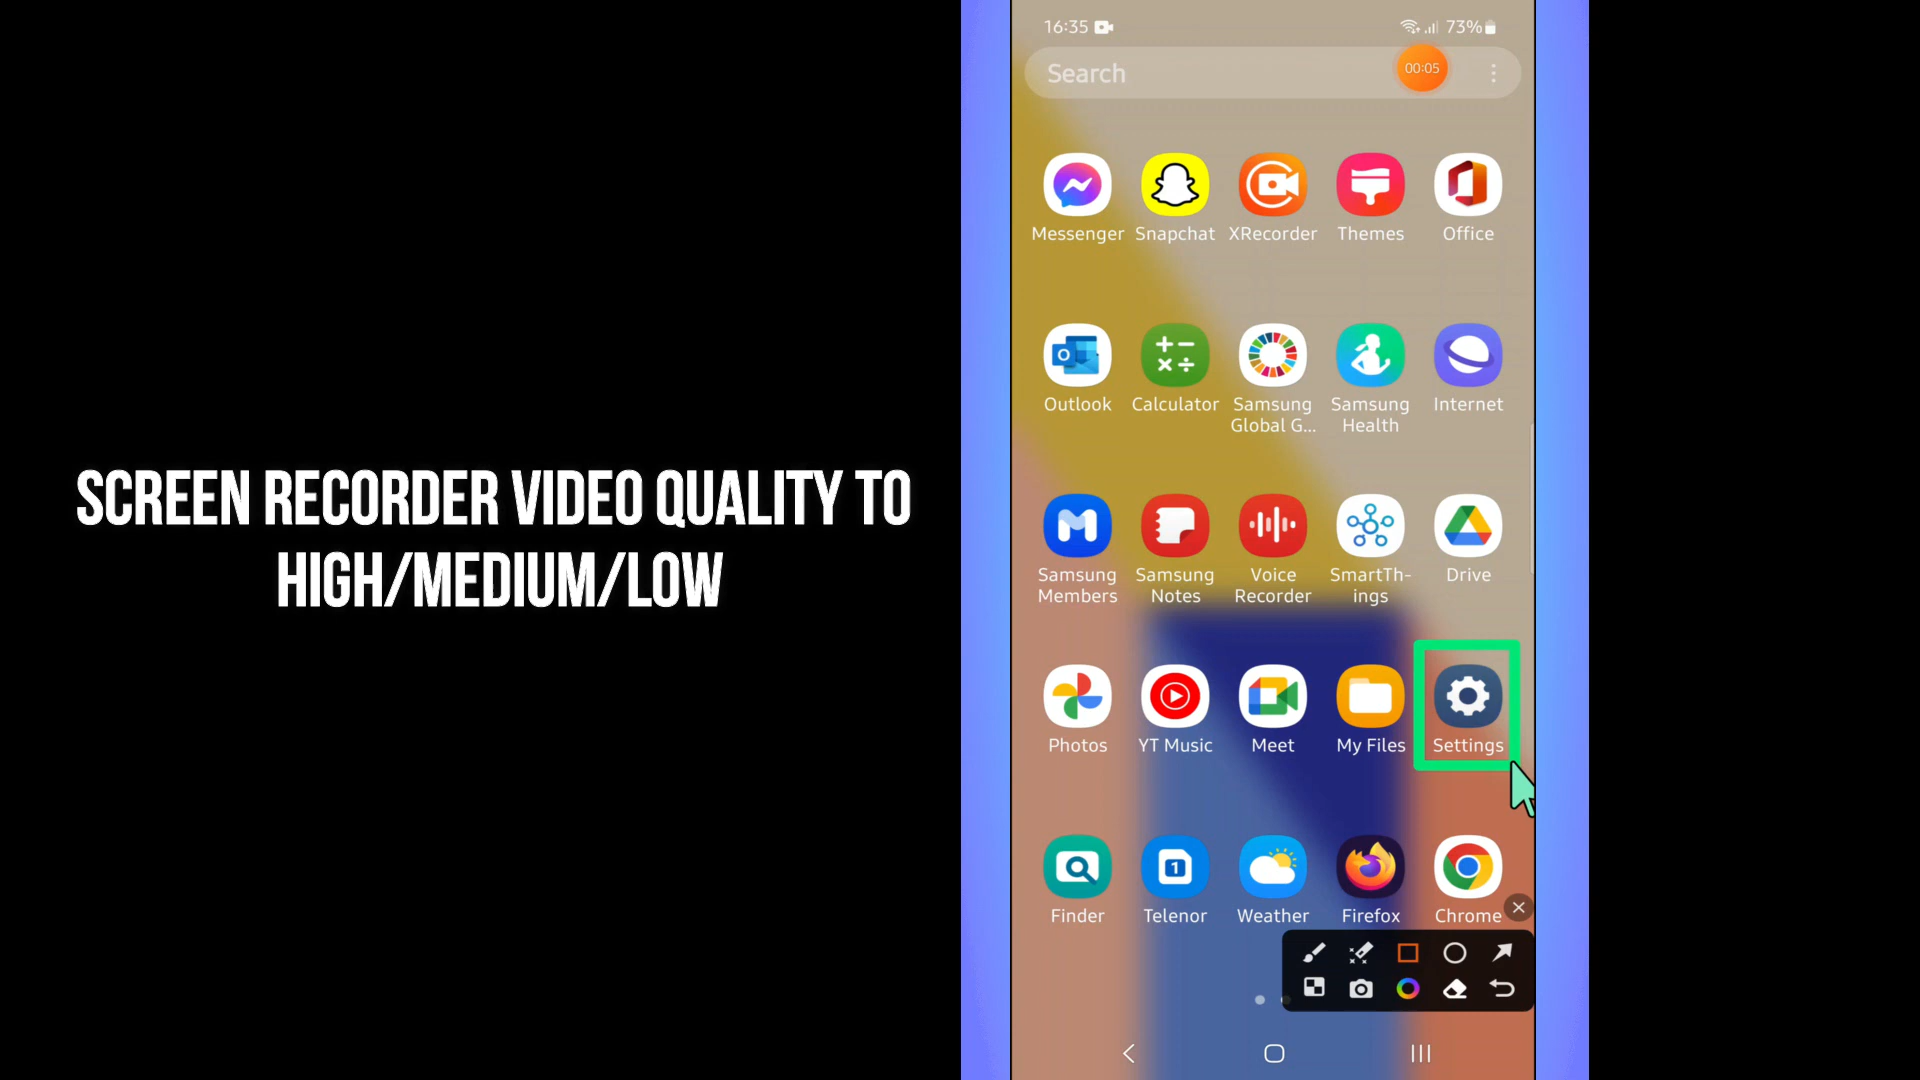 SCREEN RECORDER VIDEO QUALITY TO
HIGH/MEDIUM/LOW
16:35
73%
Search
00:05
Messenger
Snapchat
XRecorder
Themes
Office
Outlook
Calculator
Samsung
Global G...
Samsung
Health
Internet
Samsung
Members
Samsung
Notes
Voice
Recorder
SmartTh-
ings
Drive
Photos
YT Music
Meet
My Files
Settings
Finder
1
Telenor
Weather
Firefox
Chrome